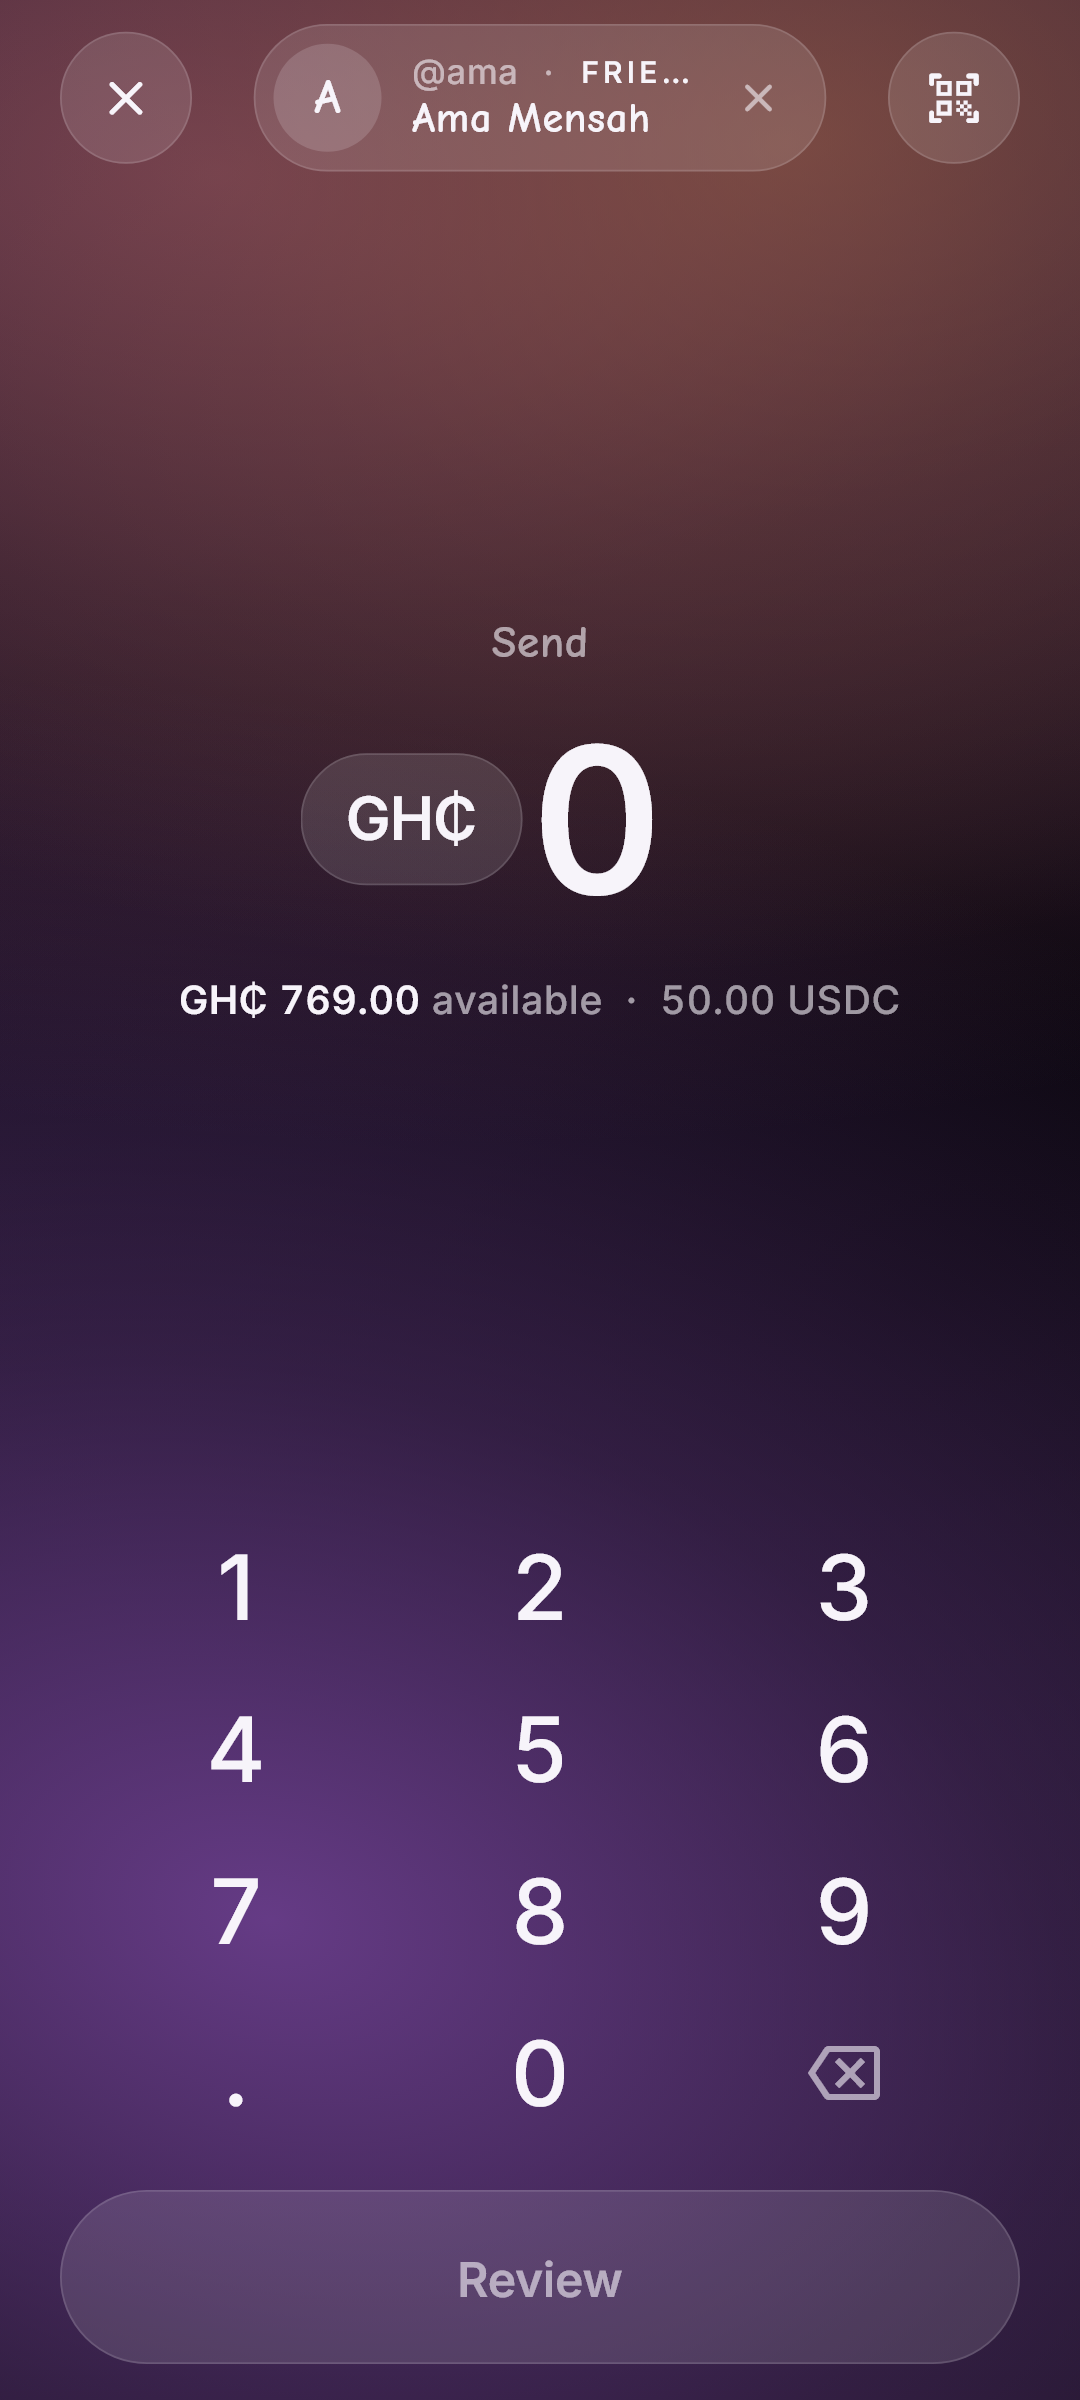 @ama · FRIE...
A
Ama Mensah
Send
GH₵ 0
GH₵ 769.00 available · 50.00 USDC
1 2 3
4 5 6
7 8 9
. 0
Review